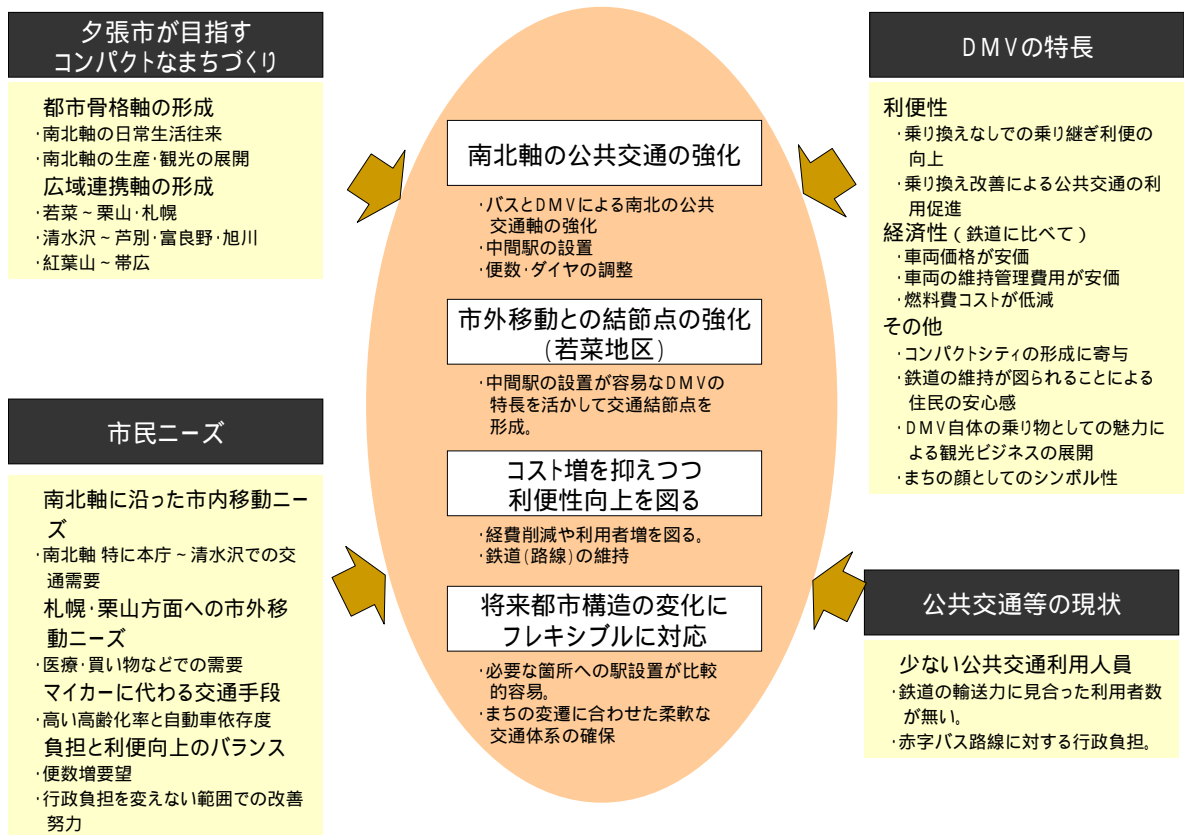 夕張市が目指す
コンパクトなまちづくり
都市骨格軸の形成
・南北軸の日常生活往来
・南北軸の生産・観光の展開
広域連携軸の形成
・若菜～栗山・札幌
・清水沢～芦別・富良野・旭川
・紅葉山～帯広
市民ニーズ
南北軸に沿った市内移動ニー
ズ
・南北軸 特に本庁～清水沢での交
通需要
札幌・栗山方面への市外移
動ニーズ
・医療・買い物などでの需要
マイカーに代わる交通手段
・高い高齢化率と自動車依存度
負担と利便向上のバランス
・便数増要望
・行政負担を変えない範囲での改善
努力
南北軸の公共交通の強化
・バスとDMVによる南北の公共
交通軸の強化
・中間駅の設置
・便数・ダイヤの調整
市外移動との結節点の強化
(若菜地区)
・中間駅の設置が容易なDMVの
特長を活かして交通結節点を
形成。
コスト増を抑えつつ
利便性向上を図る
・経費削減や利用者増を図る。
・鉄道(路線)の維持
将来都市構造の変化に
フレキシブルに対応
・必要な箇所への駅設置が比較
的容易。
・まちの変遷に合わせた柔軟な
交通体系の確保
DMVの特長
利便性
・乗り換えなしでの乗り継ぎ利便の
向上
・乗り換え改善による公共交通の利
用促進
経済性(鉄道に比べて)
・車両価格が安価
・車両の維持管理費用が安価
・燃料費コストが低減
その他
・コンパクトシティの形成に寄与
・鉄道の維持が図られることによる
住民の安心感
・DMV自体の乗り物としての魅力に
よる観光ビジネスの展開
・まちの顔としてのシンボル性
公共交通等の現状
少ない公共交通利用人員
・鉄道の輸送力に見合った利用者数
が無い。
・赤字バス路線に対する行政負担。